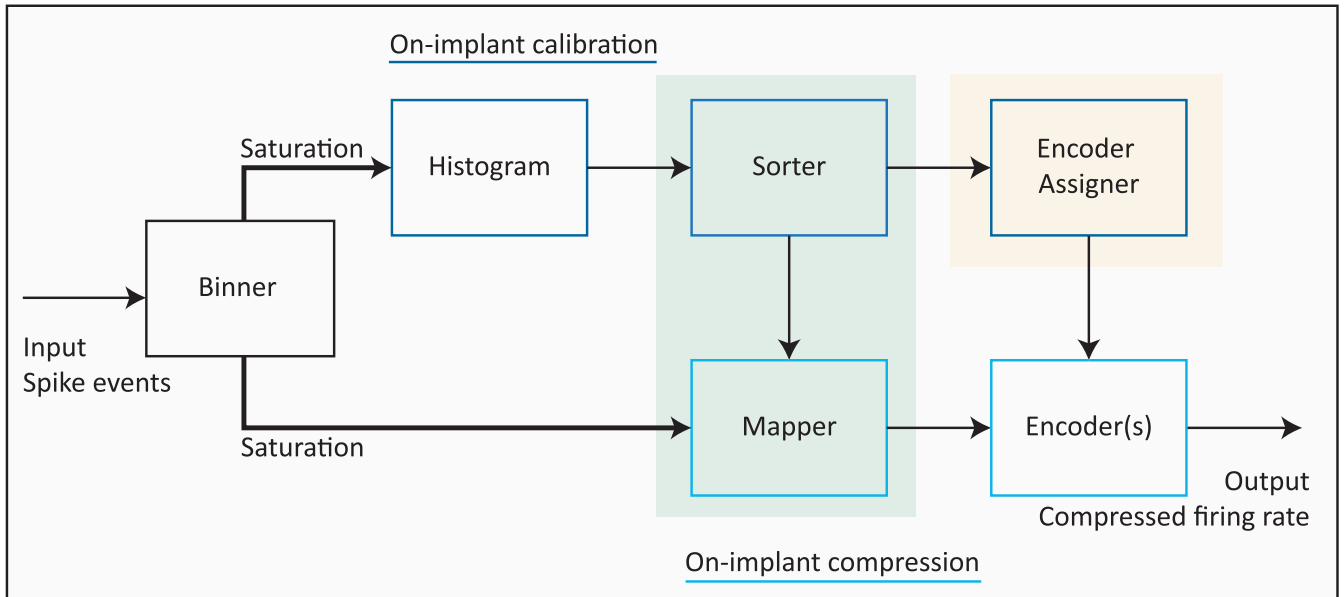 On-implant calibration
Saturation
Histogram
Sorter
Encoder
Assigner
Binner
Input
Spike events
Saturation
Mapper
Encoder(s)
Output
Compressed firing rate
On-implant compression